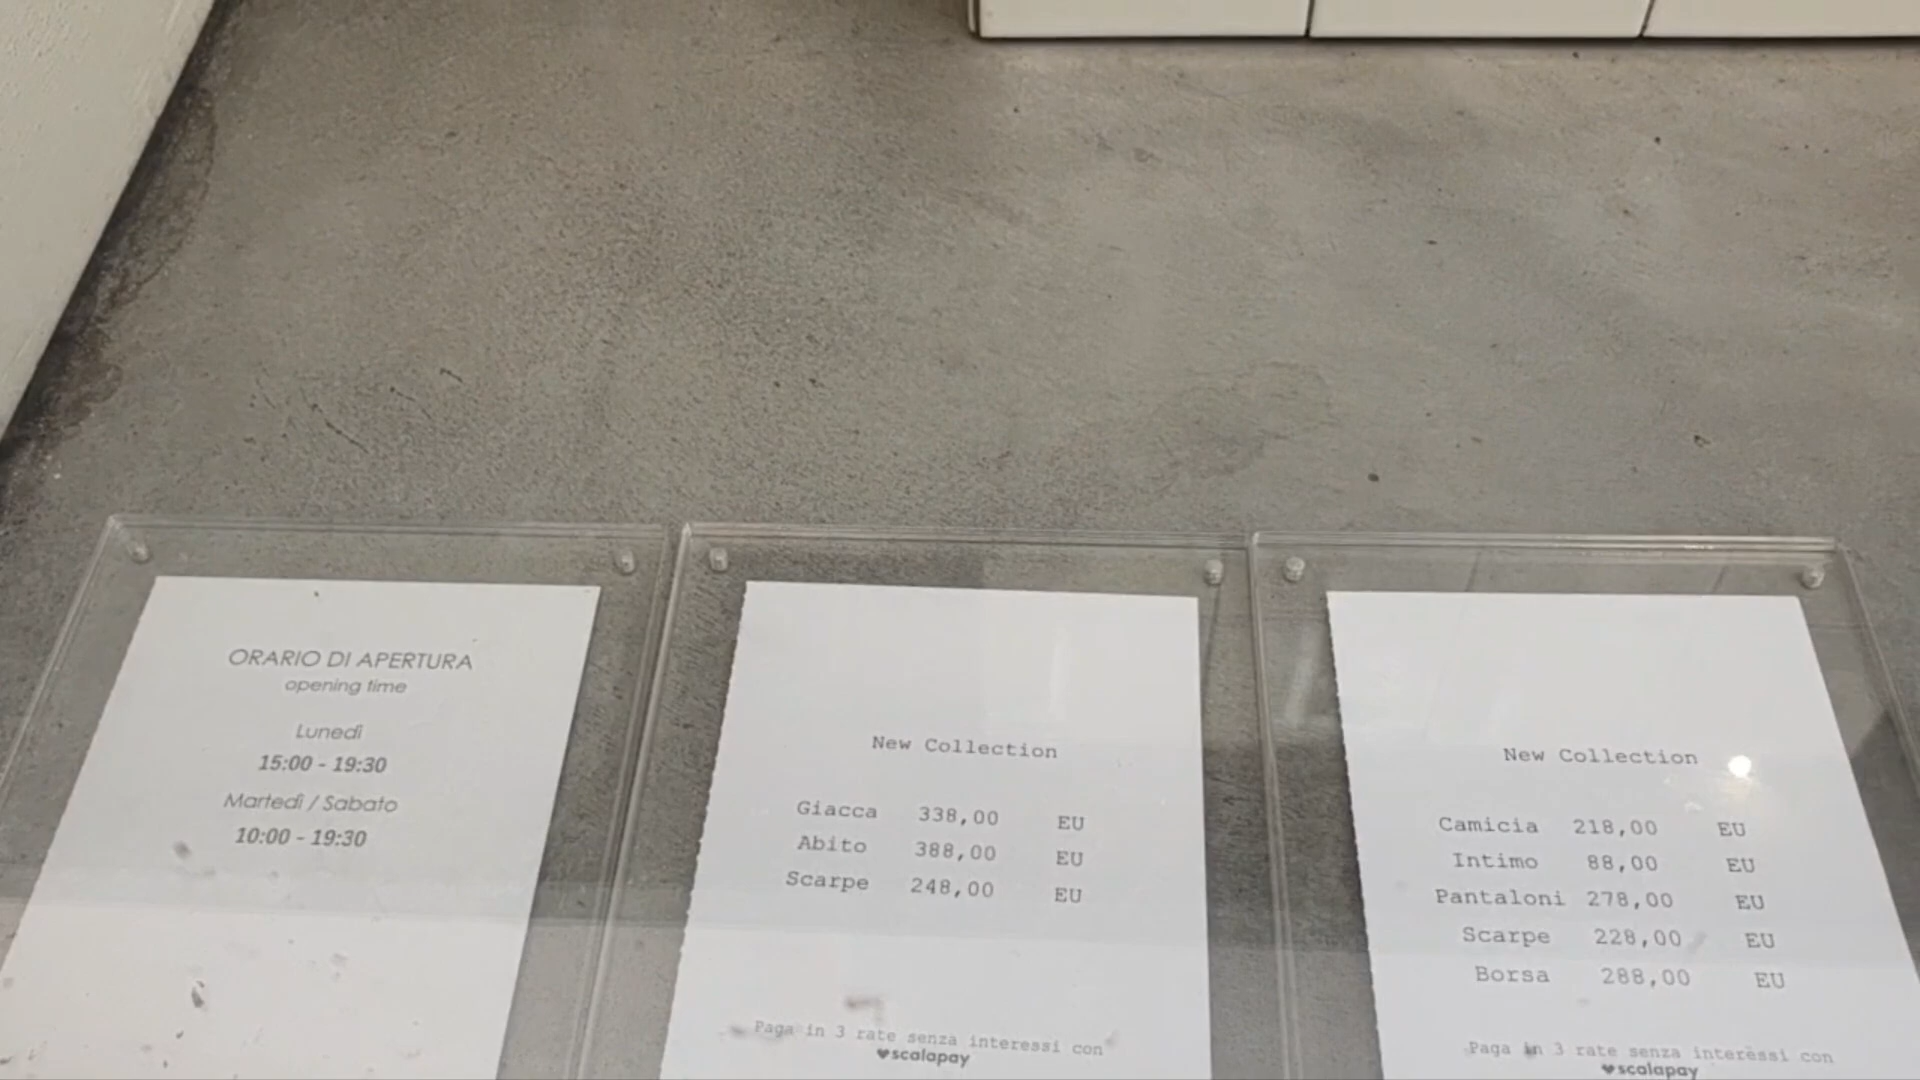 ORARIO DI APERTURA
opening time
Lunedì
15:00 - 19:30
Martedì / Sabato
10:00 - 19:30
New Collection
Giacca 338,00 EU
Abito 388,00 EU
Scarpe 248,00 EU
Paga in 3 rate senza interessi con
scalapay
New Collection
Camicia 218,00 EU
Intimo 88,00 EU
Pantaloni 278,00 EU
Scarpe 228,00 EU
Borsa 288,00 EU
Paga in 3 rate senza interessi con
scalapay